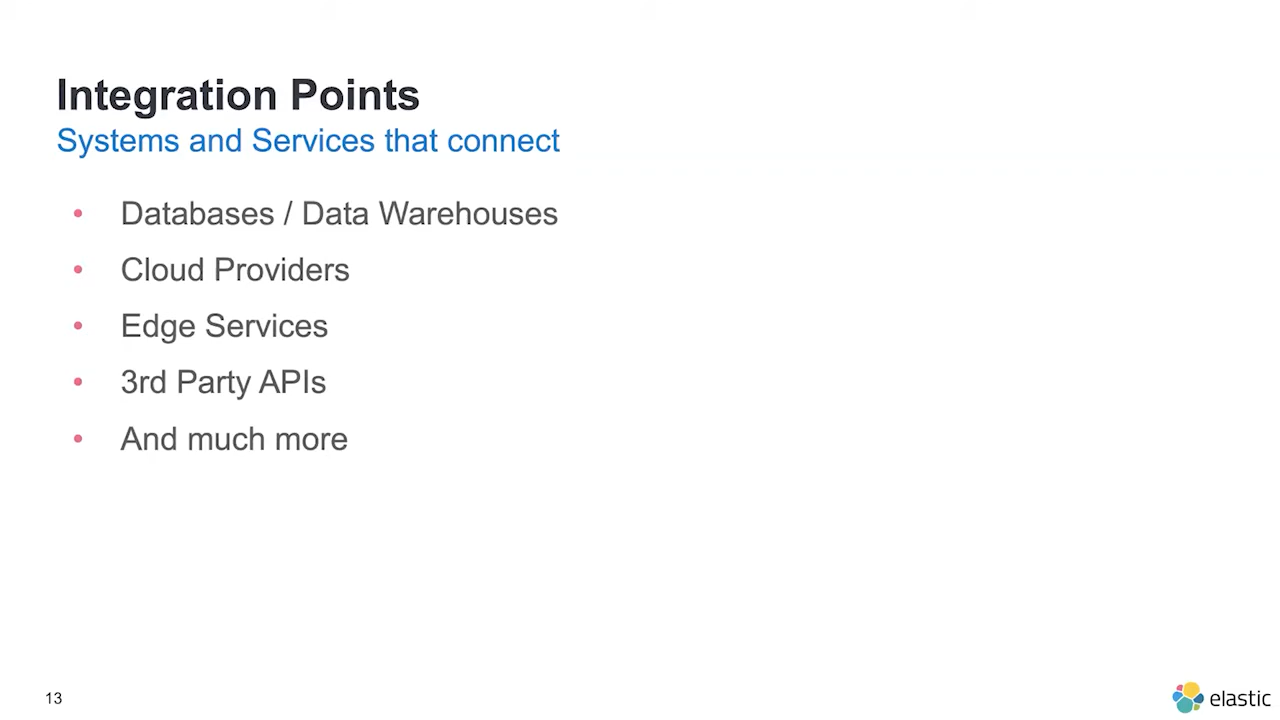 Integration Points
Systems and Services that connect
• Databases / Data Warehouses
• Cloud Providers
• Edge Services
• 3rd Party APIs
• And much more
13
elastic